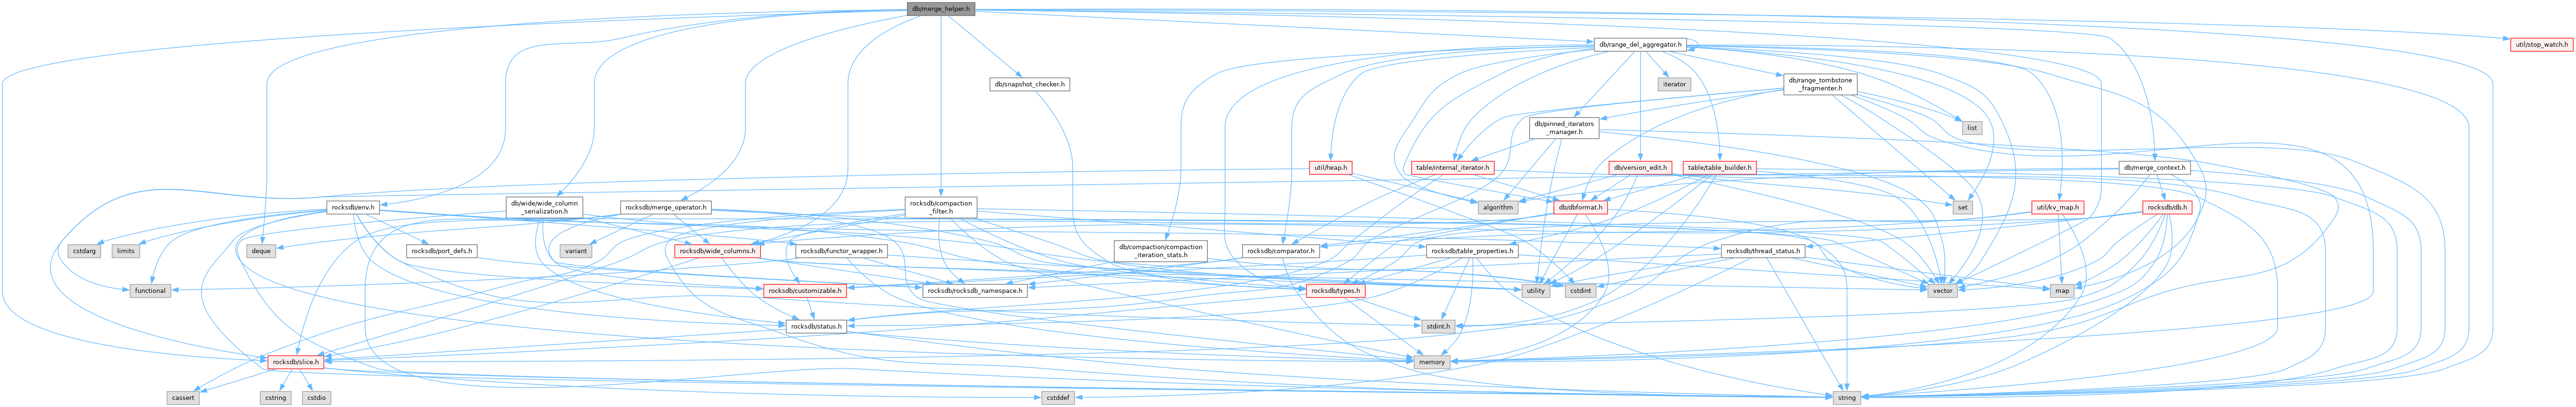 db/merge_helper.h
db/range_del_aggregator.h
util/stop_watch.h
db/snapshot_checker.h
iterator
db/range_tombstone
_fragmenter.h
db/pinned_iterators
_manager.h
list
util/heap.h
table/internal_iterator.h
db/version_edit.h
table/table_builder.h
db/merge_context.h
rocksdb/env.h
db/wide/wide_column
_serialization.h
rocksdb/merge_operator.h
rocksdb/compaction
_filter.h
algorithm
db/dbformat.h
set
util/kv_map.h
rocksdb/db.h
cstdarg
limits
deque
rocksdb/port_defs.h
variant
rocksdb/wide_columns.h
rocksdb/functor_wrapper.h
db/compaction/compaction
_iteration_stats.h
rocksdb/comparator.h
rocksdb/table_properties.h
rocksdb/thread_status.h
functional
rocksdb/customizable.h
rocksdb/rocksdb_namespace.h
rocksdb/types.h
utility
cstdint
vector
map
rocksdb/status.h
stdint.h
rocksdb/slice.h
memory
cassert
cstring
cstdio
cstddef
string